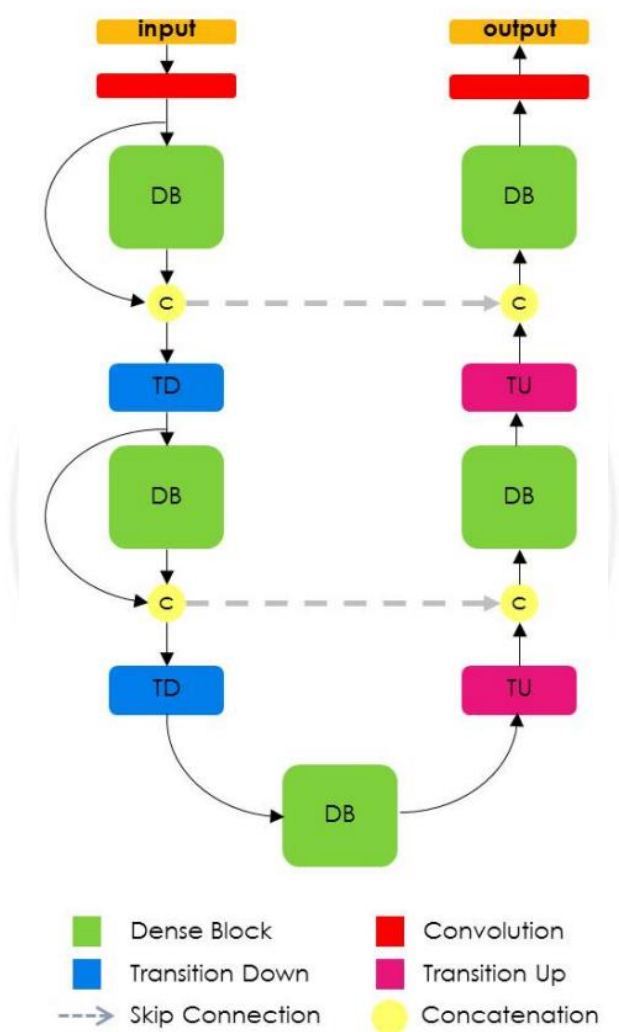 input
output
DB
DB
C
C
TD
TU
DB
DB
C
C
TD
TU
DB
Dense Block
Convolution
Transition Down
Transition Up
Skip Connection
Concatenation